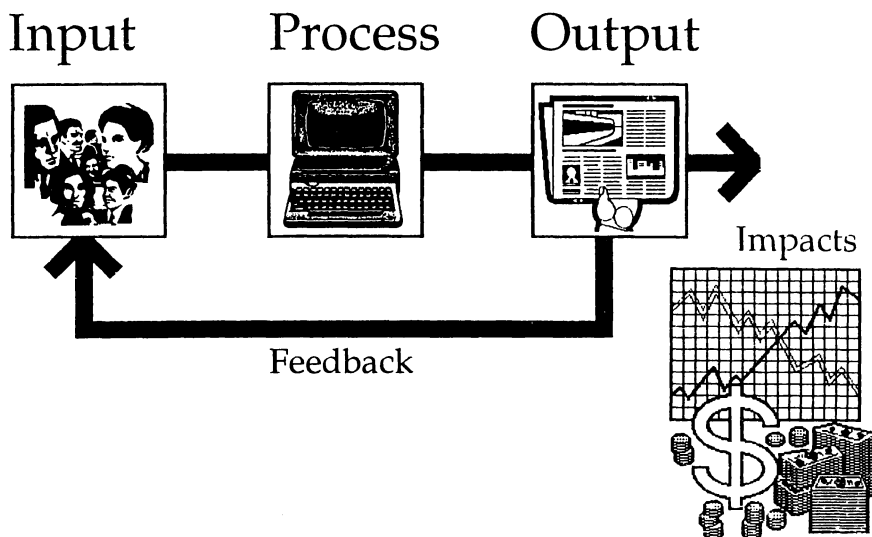 Input
Process
Output
Impacts
Feedback
$